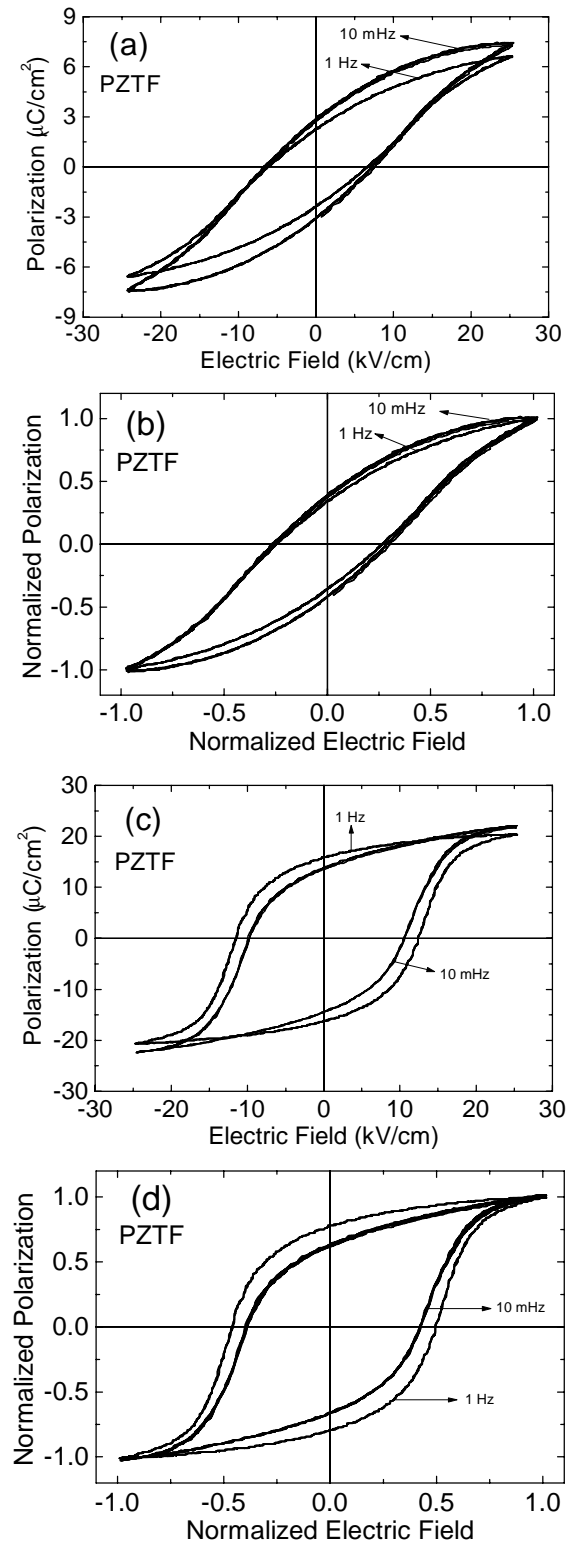 (a)
PZTF
10 mHz
1 Hz
9
6
3
0
-3
-6
-9
Polarization (μC/cm²)
-30 -20 -10 0 10 20 30
Electric Field (kV/cm)
(b)
PZTF
10 mHz
1 Hz
1.0
0.5
0.0
-0.5
-1.0
Normalized Polarization
-1.0 -0.5 0.0 0.5 1.0
Normalized Electric Field
(c)
PZTF
1 Hz
10 mHz
30
20
10
0
-10
-20
-30
Polarization (μC/cm²)
-30 -20 -10 0 10 20 30
Electric Field (kV/cm)
(d)
PZTF
10 mHz
1 Hz
1.0
0.5
0.0
-0.5
-1.0
Normalized Polarization
-1.0 -0.5 0.0 0.5 1.0
Normalized Electric Field